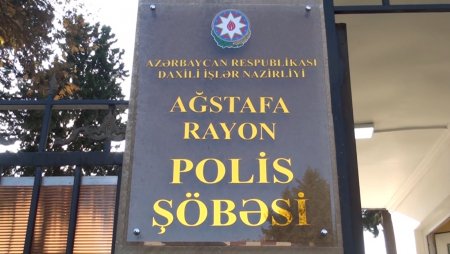 AZƏRBAYCAN RESPUBLİKASI
DAXİLİ İŞLƏR NAZİRLİYİ
AĞSTAFA
RAYON
POLİS
ŞÖBƏSİ